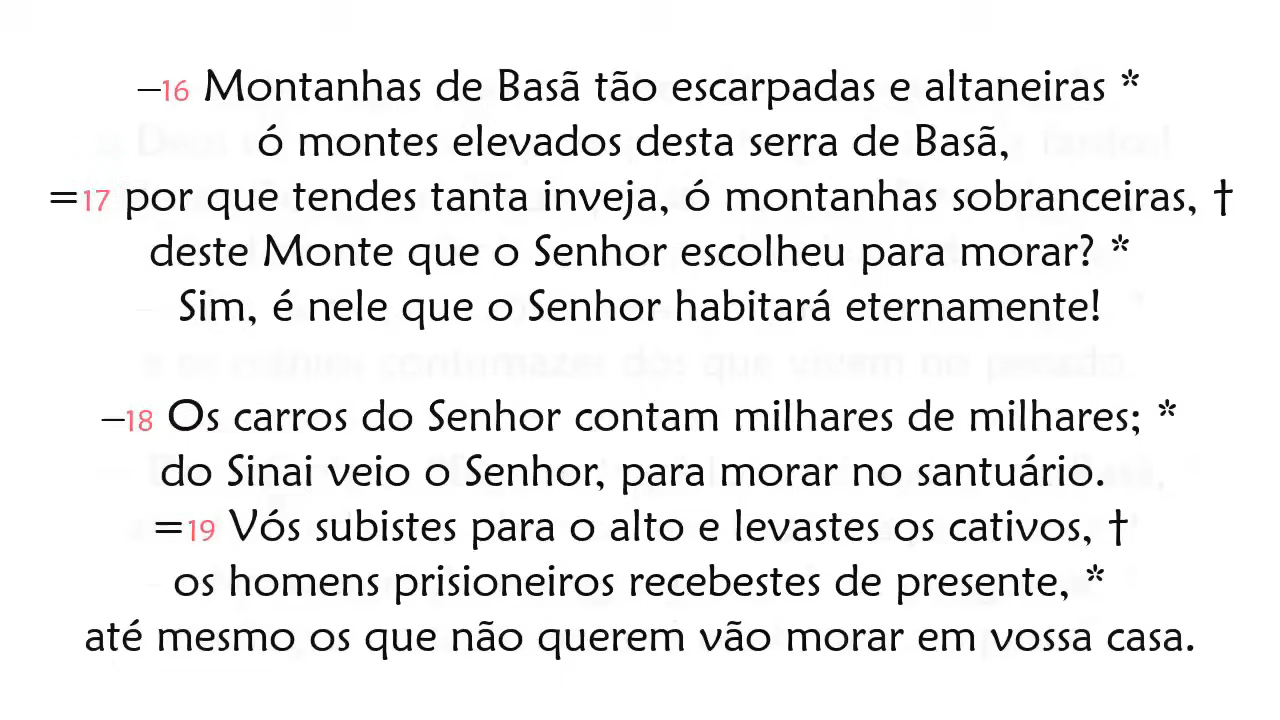 –16 Montanhas de Basã tão escarpadas e altaneiras *
ó montes elevados desta serra de Basã,
=17 por que tendes tanta inveja, ó montanhas sobranceiras, †
deste Monte que o Senhor escolheu para morar? *
Sim, é nele que o Senhor habitará eternamente!
–18 Os carros do Senhor contam milhares de milhares; *
do Sinai veio o Senhor, para morar no santuário.
=19 Vós subistes para o alto e levastes os cativos, †
os homens prisioneiros recebestes de presente, *
até mesmo os que não querem vão morar em vossa casa.